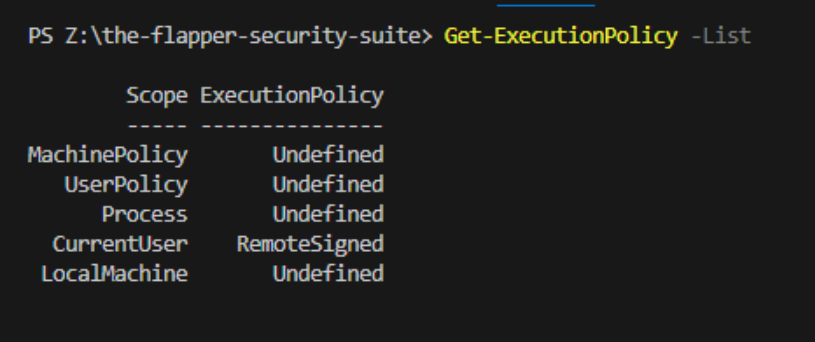 PS Z:\the-flapper-security-suite> Get-ExecutionPolicy -List
Scope ExecutionPolicy
----- ---------------
MachinePolicy Undefined
UserPolicy Undefined
Process Undefined
CurrentUser RemoteSigned
LocalMachine Undefined